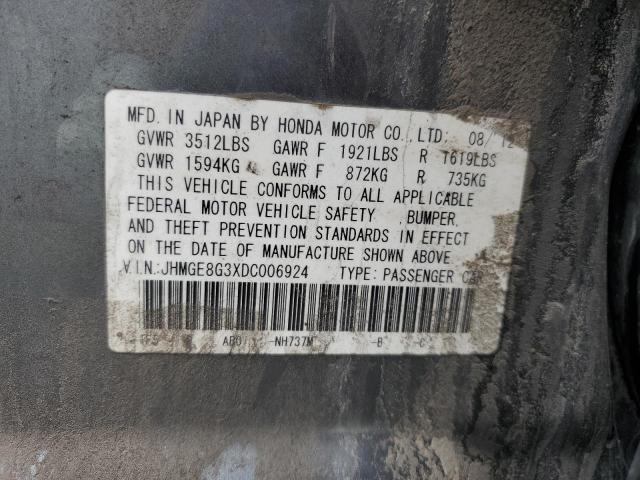 MFD. IN JAPAN BY HONDA MOTOR CO., LTD: 08/12
GVWR 3512LBS GAWR F 1921LBS R 1619LBS
GVWR 1594KG GAWR F 872KG R 735KG
THIS VEHICLE CONFORMS TO ALL APPLICABLE
FEDERAL MOTOR VEHICLE SAFETY ,BUMPER,
AND THEFT PREVENTION STANDARDS IN EFFECT
ON THE DATE OF MANUFACTURE SHOWN ABOVE.
V.I.N.:JHMGE8G3XDC006924 TYPE: PASSENGER CAR
-NH737M -B -C